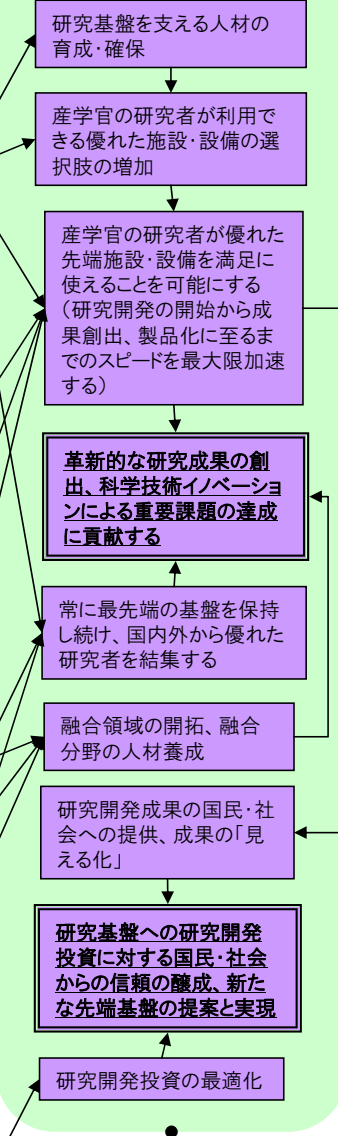 研究基盤を支える人材の
育成・確保
産学官の研究者が利用で
きる優れた施設・設備の選
択肢の増加
産学官の研究者が優れた
先端施設・設備を満足に
使えることを可能にする
（研究開発の開始から成
果創出、製品化に至るま
でのスピードを最大限加速
する）
革新的な研究成果の創
出、科学技術イノベーショ
ンによる重要課題の達成
に貢献する
常に最先端の基盤を保持
し続け、国内外から優れた
研究者を結集する
融合領域の開拓、融合
分野の人材養成
研究開発成果の国民・社
会への提供、成果の「見
える化」
研究基盤への研究開発
投資に対する国民・社会
からの信頼の醸成、新た
な先端基盤の提案と実現
研究開発投資の最適化